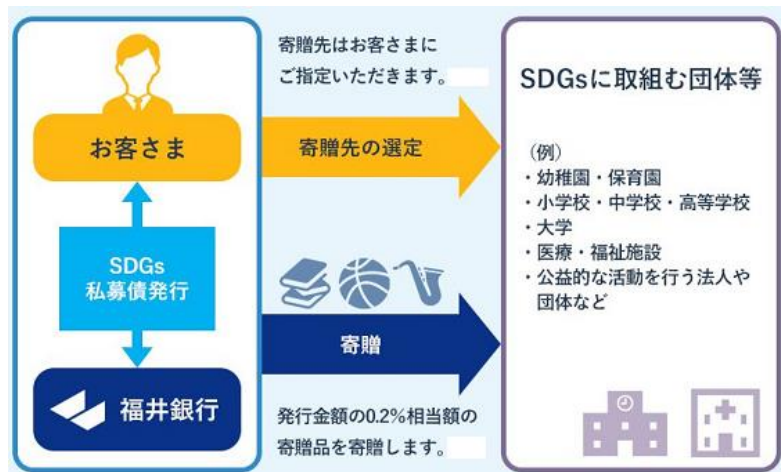 お客さま
SDGs
私募債発行
福井銀行
寄贈先はお客さまに
ご指定いただきます。
寄贈先の選定
寄贈
発行金額の0.2%相当額の
寄贈品を寄贈します。
SDGsに取組む団体等
（例）
・幼稚園・保育園
・小学校・中学校・高等学校
・大学
・医療・福祉施設
・公益的な活動を行う法人や
団体など